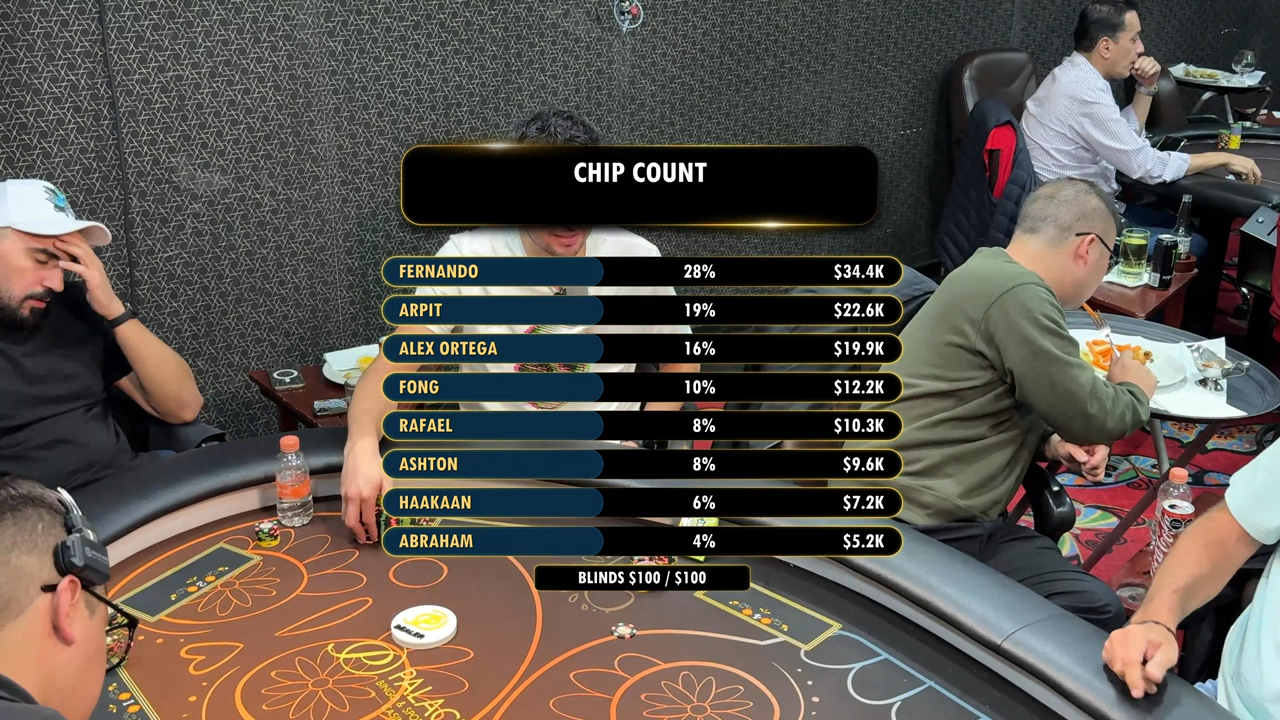 CHIP COUNT
FERNANDO 28% $34.4K
ARPIT 19% $22.6K
ALEX ORTEGA 16% $19.9K
FONG 10% $12.2K
RAFAEL 8% $10.3K
ASHTON 8% $9.6K
HAAKAAN 6% $7.2K
ABRAHAM 4% $5.2K
BLINDS $100 / $100
DEALER